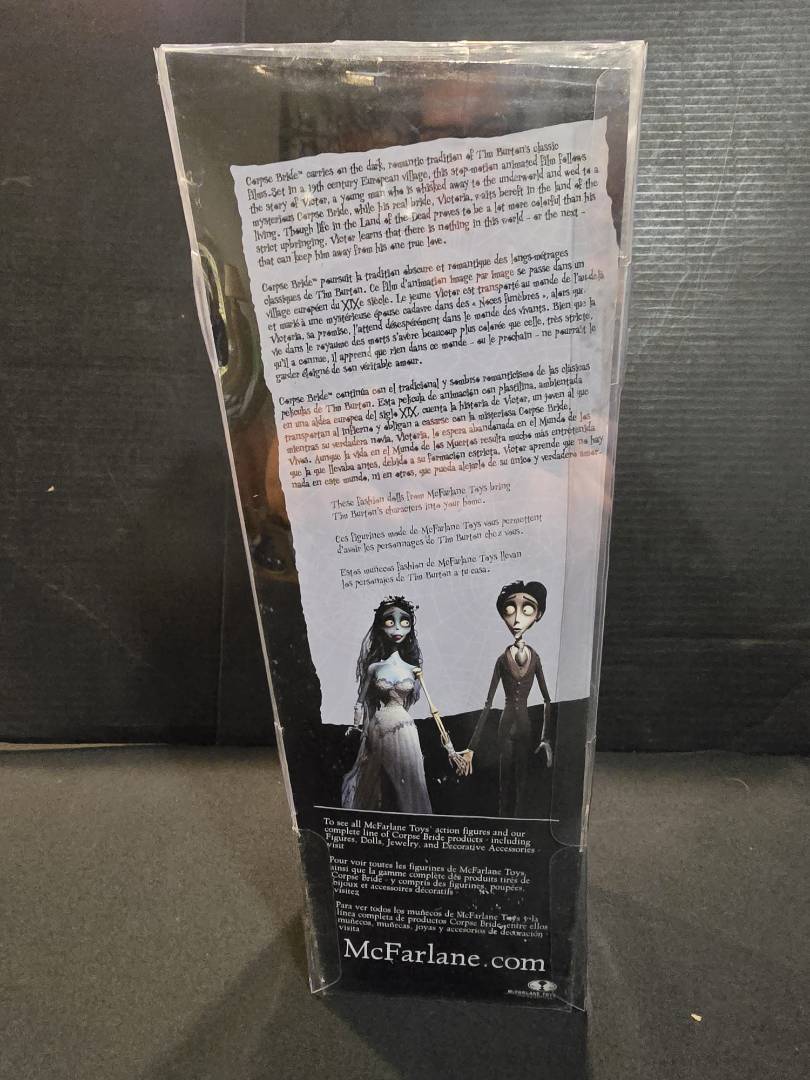 Corpse Bride™ carries on the dark, romantic tradition of Tim Burton's classic
films. Set in a 19th century European village, this stop-motion animated film follows
the story of Victor, a young man who is whisked away to the underworld and wed to a
mysterious Corpse Bride, while his real bride, Victoria, waits bereft in the land of the
living. Though life in the Land of the Dead proves to be a lot more colorful than his
strict upbringing, Victor learns that there is nothing in this world - or the next -
that can keep him away from his one true love.
Corpse Bride™ poursuit la tradition obscure et romantique des longs-métrages
classiques de Tim Burton. Ce film d'animation image par image se passe dans un
village européen du XIXe siècle. Le jeune Victor est transporté au monde de l'au-delà
et marié à une mystérieuse épouse cadavre dans des « Noces funèbres », alors que
Victoria, sa promise, l'attend désespérément dans le monde des vivants. Bien que la
vie dans le royaume des morts s'avère beaucoup plus colorée que celle, très stricte,
qu'il a connue, il apprend que rien dans ce monde - ou le prochain - ne pourrait le
garder éloigné de son véritable amour.
Corpse Bride™ continúa con el tradicional y sombrío romanticismo de las clásicas
películas de Tim Burton. Esta película de animación con plastilina, ambientada
en una aldea europea del siglo XIX, cuenta la historia de Victor, un joven al que
transportan al infierno y obligan a casarse con la misteriosa Corpse Bride,
mientras su verdadera novia, Victoria, lo espera abandonada en el Mundo de los
Vivos. Aunque la vida en el Mundo de los Muertos resulta mucho más entretenida
que la que llevaba antes, debido a su formación estricta, Victor aprende que no hay
nada en este mundo, ni en otros, que pueda alejarlo de su único y verdadero amor.
These fashion dolls from McFarlane Toys bring
Tim Burton's characters into your home.
Ces figurines mode de McFarlane Toys vous permettent
d'avoir les personnages de Tim Burton chez vous.
Estos muñecos fashion de McFarlane Toys llevan
los personajes de Tim Burton a tu casa.
To see all McFarlane Toys' action figures and our
complete line of Corpse Bride products - including
Figures, Dolls, Jewelry, and Decorative Accessories -
visit
Pour voir toutes les figurines de McFarlane Toys,
ainsi que la gamme complète des produits tirés de
Corpse Bride - y compris des figurines, poupées,
bijoux et accessoires décoratifs -
visitez
Para ver todos los muñecos de McFarlane Toys y la
línea completa de productos Corpse Bride, entre ellos
muñecos, muñecas, joyas y accesorios de decoración
visita
McFarlane.com
McFARLANE TOYS